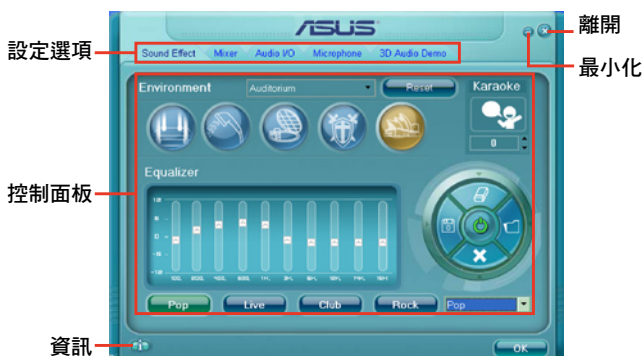 ASUS
離開
最小化
設定選項
Sound Effect Mixer Audio I/O Microphone 3D Audio Demo
Environment Auditorium Reset Karaoke
0
Equalizer
控制面板
Pop Live Club Rock Pop
資訊
OK